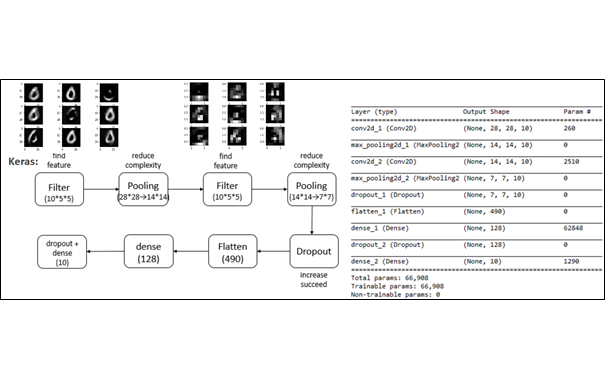 Keras:
find
feature
reduce
complexity
find
feature
reduce
complexity
Filter
(10*5*5)
Pooling
(28*28→14*14)
Filter
(10*5*5)
Pooling
(14*14→7*7)
dropout +
dense
(10)
dense
(128)
Flatten
(490)
Dropout
increase
succeed
Layer (type) Output Shape Param #
conv2d_1 (Conv2D) (None, 28, 28, 10) 260
max_pooling2d_1 (MaxPooling2 (None, 14, 14, 10) 0
conv2d_2 (Conv2D) (None, 14, 14, 10) 2510
max_pooling2d_2 (MaxPooling2 (None, 7, 7, 10) 0
dropout_1 (Dropout) (None, 7, 7, 10) 0
flatten_1 (Flatten) (None, 490) 0
dense_1 (Dense) (None, 128) 62848
dropout_2 (Dropout) (None, 128) 0
dense_2 (Dense) (None, 10) 1290
Total params: 66,908
Trainable params: 66,908
Non-trainable params: 0